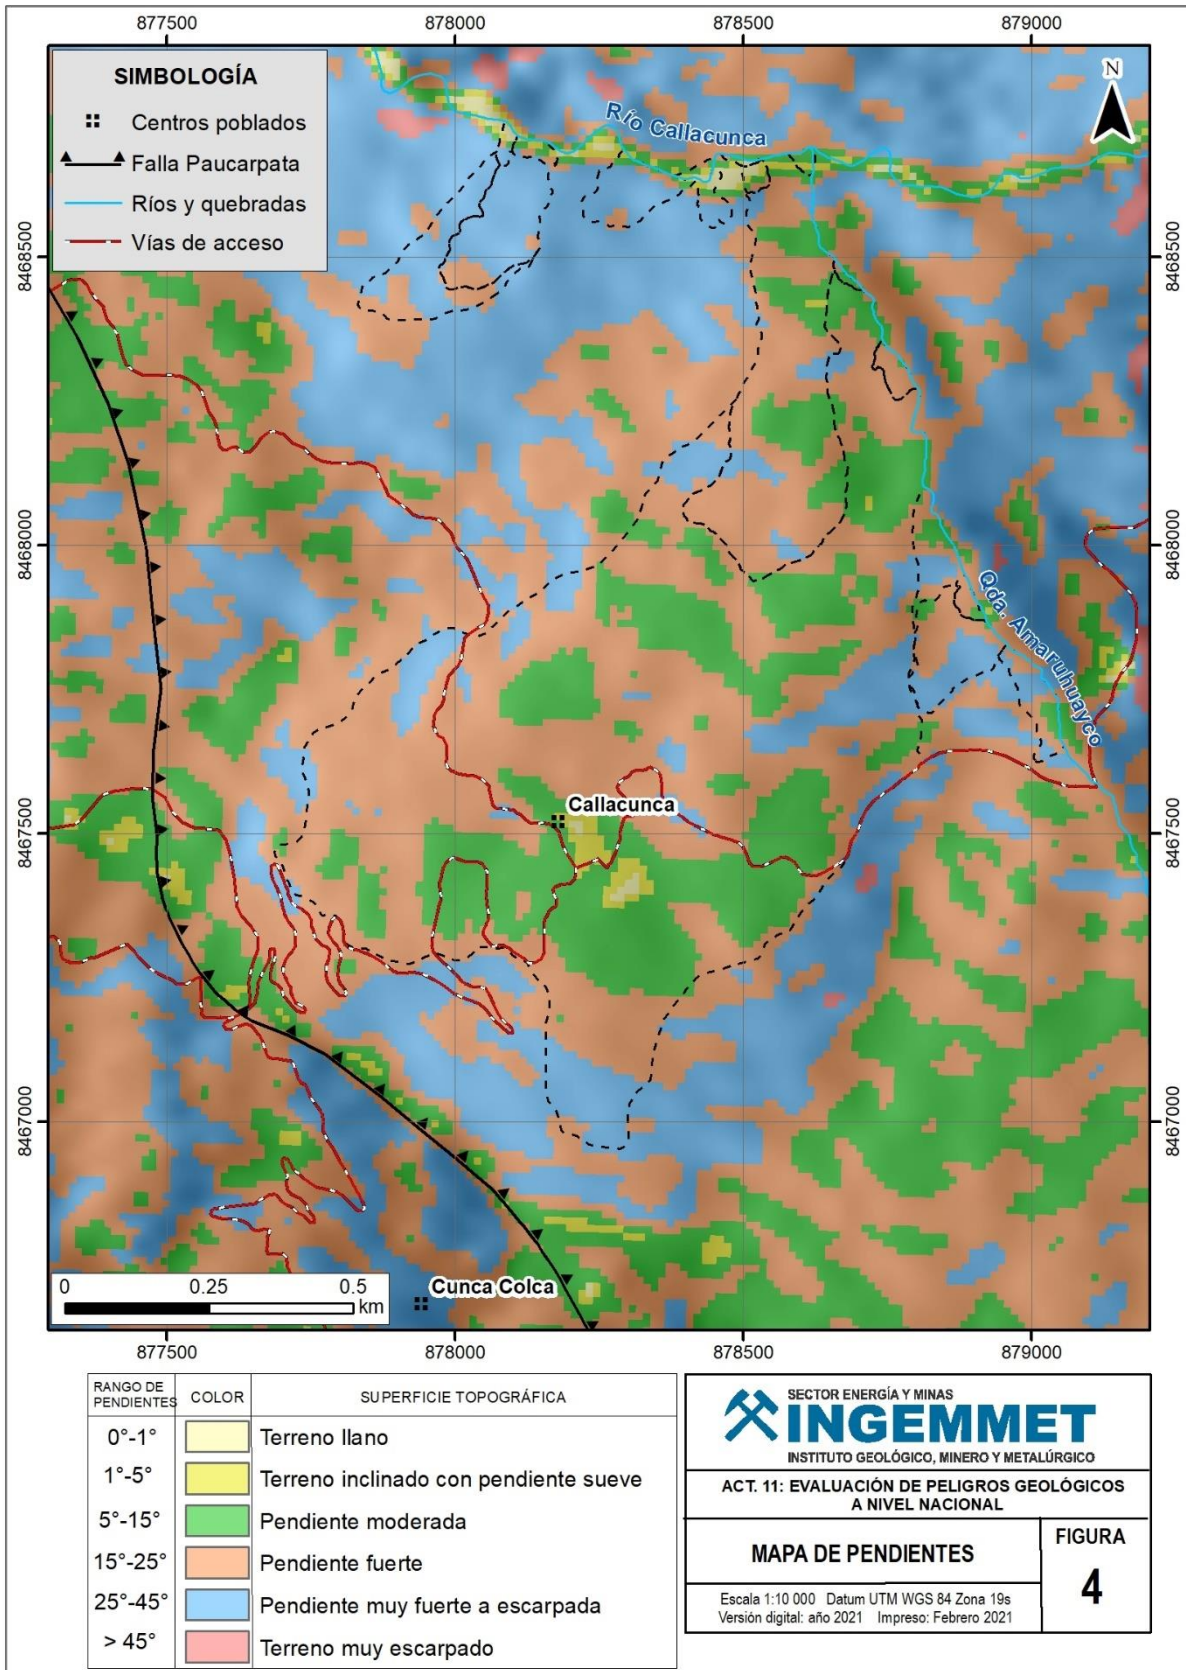 877500
878000
878500
879000
SIMBOLOGÍA
Centros poblados
Falla Paucarpata
Ríos y quebradas
Vías de acceso
N
Río Callacunca
8468500
8468500
8468000
8468000
Qda. Amaruhuayco
Callacunca
8467500
8467500
8467000
8467000
Cunca Colca
0 0.25 0.5
km
877500
878000
878500
879000
RANGO DE PENDIENTES
COLOR
SUPERFICIE TOPOGRÁFICA
0°-1° Terreno llano
1°-5° Terreno inclinado con pendiente sueve
5°-15° Pendiente moderada
15°-25° Pendiente fuerte
25°-45° Pendiente muy fuerte a escarpada
> 45° Terreno muy escarpado
SECTOR ENERGÍA Y MINAS
INGEMMET
INSTITUTO GEOLÓGICO, MINERO Y METALÚRGICO
ACT. 11: EVALUACIÓN DE PELIGROS GEOLÓGICOS
A NIVEL NACIONAL
MAPA DE PENDIENTES
Escala 1:10 000 Datum UTM WGS 84 Zona 19s
Versión digital: año 2021 Impreso: Febrero 2021
FIGURA
4